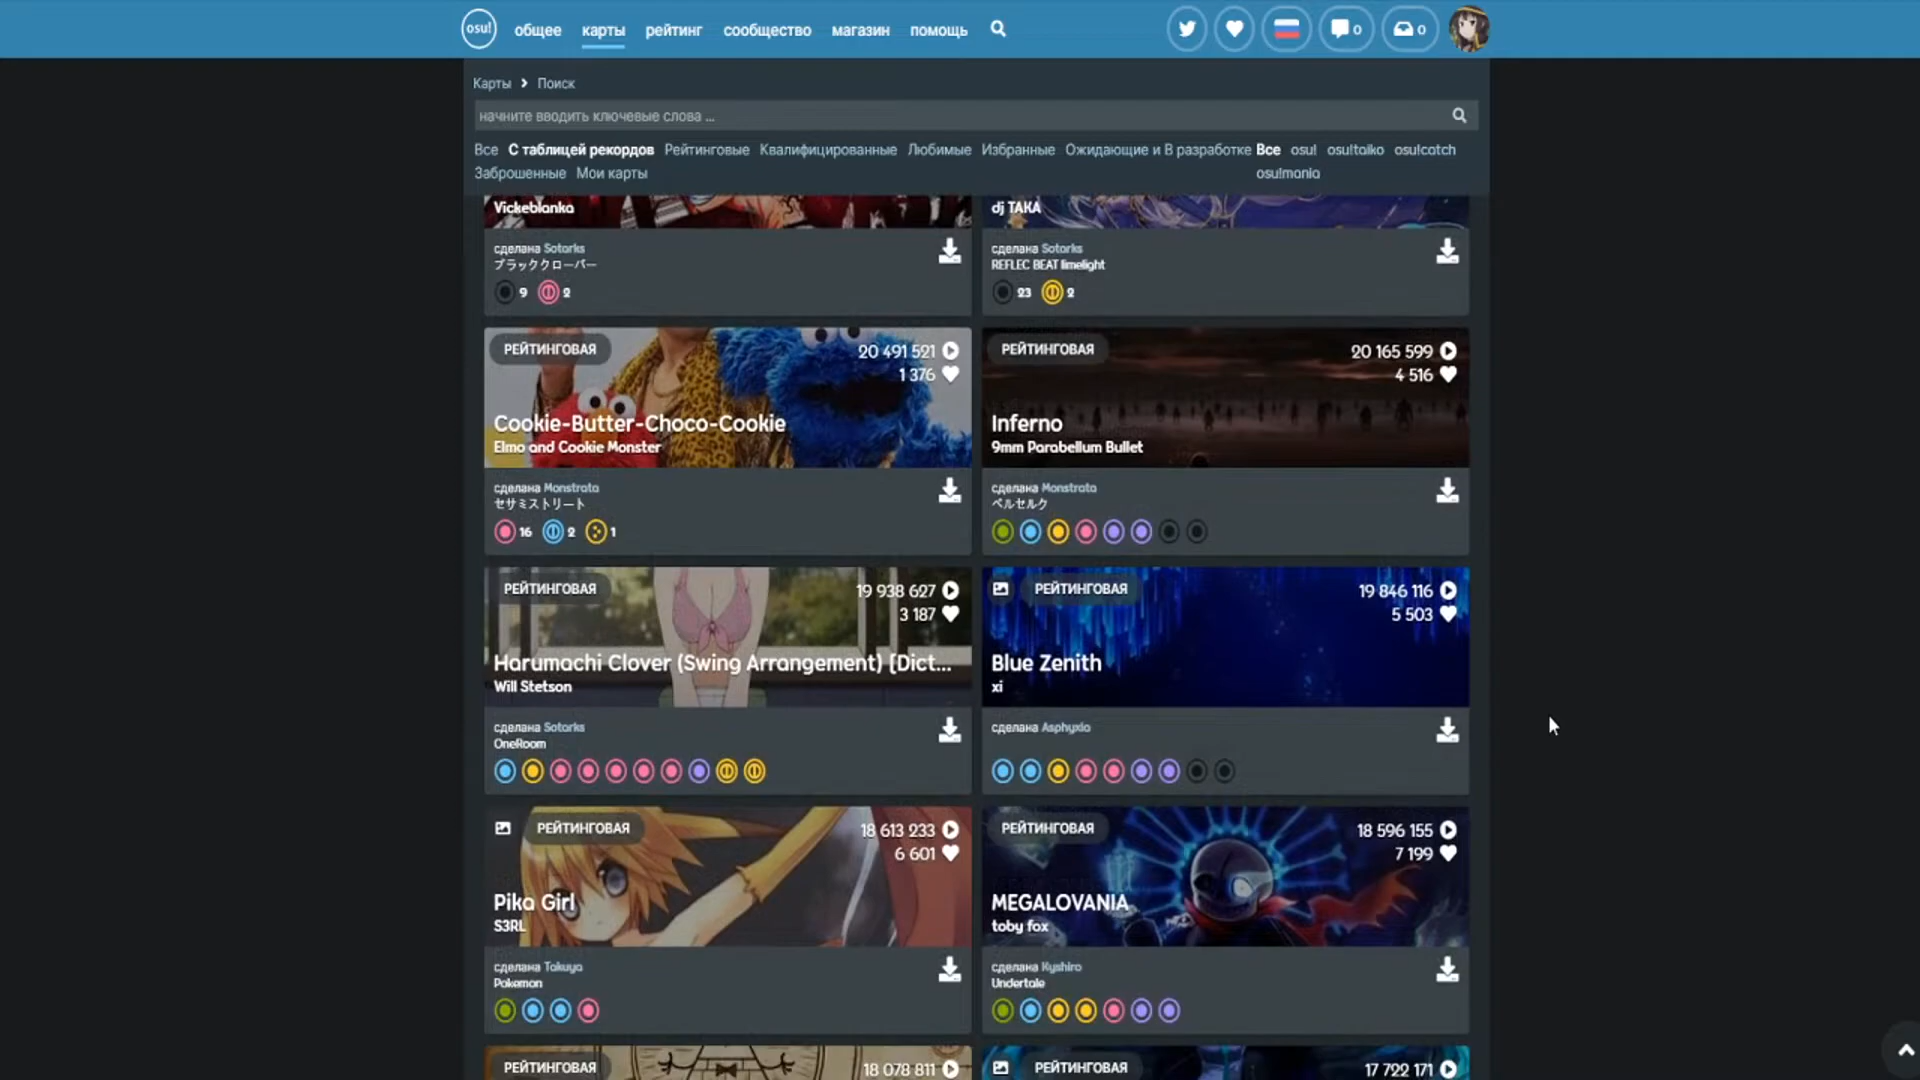 osu! общее карты рейтинг сообщество магазин помощь 0 0
Карты > Поиск
начните вводить ключевые слова ...
Все С таблицей рекордов Рейтинговые Квалифицированные Любимые Избранные Ожидающие и В разработке
Заброшенные Мои карты
Все osu! osu!taiko osu!catch
osu!mania
Vickeblanka
сделана Sotarks
ブラッククローバー
9 2
dj TAKA
сделана Sotarks
REFLEC BEAT limelight
23 2
РЕЙТИНГОВАЯ 20 491 521
1 376
Cookie-Butter-Choco-Cookie
Elmo and Cookie Monster
сделана Monstrata
セサミストリート
16 2 1
РЕЙТИНГОВАЯ 20 165 599
4 516
Inferno
9mm Parabellum Bullet
сделана Monstrata
ベルセルク
РЕЙТИНГОВАЯ 19 938 627
3 187
Harumachi Clover (Swing Arrangement) [Dict...
Will Stetson
сделана Sotarks
OneRoom
РЕЙТИНГОВАЯ 19 846 116
5 503
Blue Zenith
xi
сделана Asphyxia
РЕЙТИНГОВАЯ 18 613 233
6 601
Pika Girl
S3RL
сделана Takuya
Pokemon
РЕЙТИНГОВАЯ 18 596 155
7 199
MEGALOVANIA
toby fox
сделана Kyshiro
Undertale
РЕЙТИНГОВАЯ 18 078 811
РЕЙТИНГОВАЯ 17 722 171